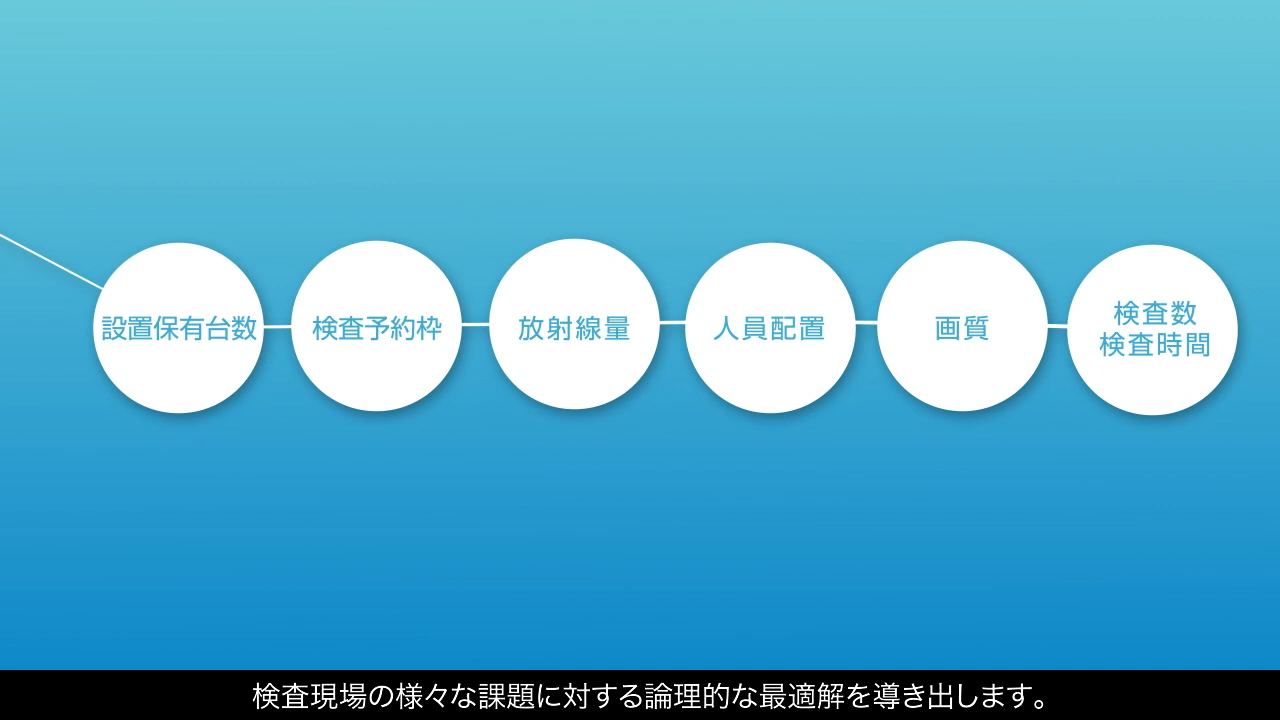 設置保有台数
検査予約枠
放射線量
人員配置
画質
検査数
検査時間
検査現場の様々な課題に対する論理的な最適解を導き出します。